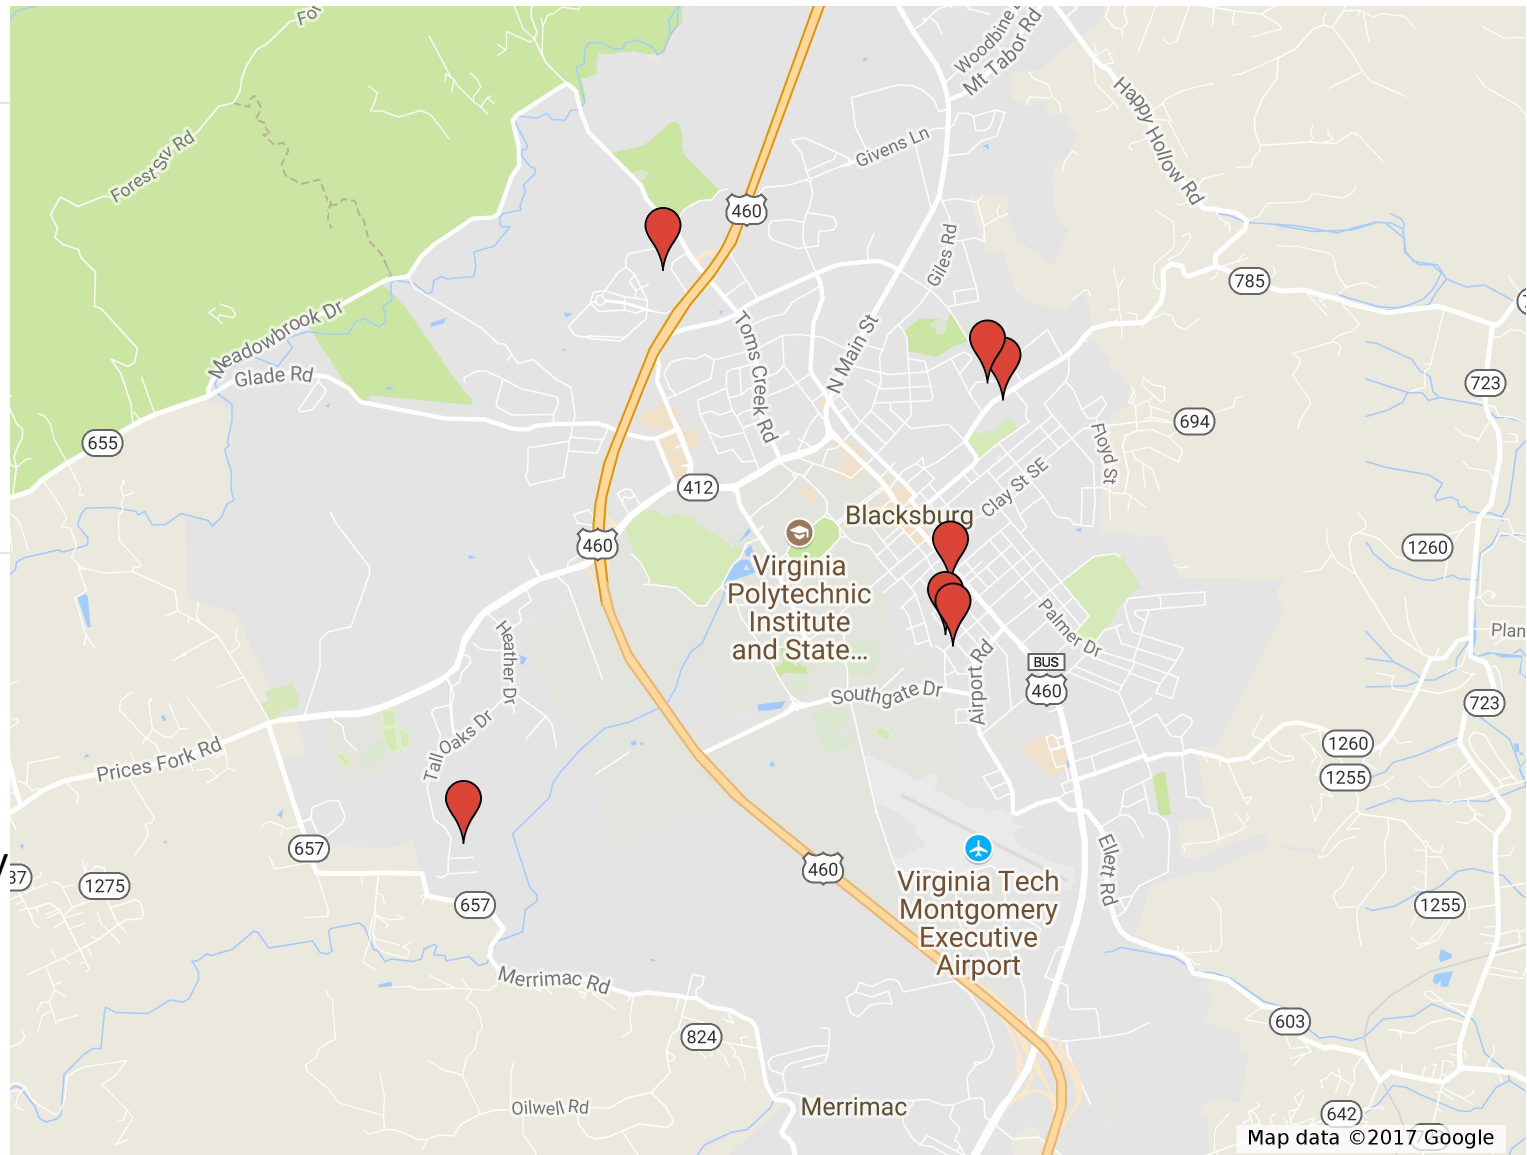 Woodbine
Mt Tabor Rd
Happy Hollow Rd
Forest Srv Rd
Givens Ln
460
Giles Rd
785
Meadowbrook Dr
Glade Rd
Toms Creek Rd
N Main St
723
655
694
Floyd St
412
Clay St SE
Blacksburg
460
1260
Virginia
Polytechnic
Institute
and State...
Palmer Dr
Heather Dr
BUS
460
Airport Rd
Southgate Dr
723
Tall Oaks Dr
Prices Fork Rd
1260
1255
657
Virginia Tech
Montgomery
Executive
Airport
460
Ellett Rd
1275
657
1255
Merrimac Rd
603
824
Oilwell Rd
Merrimac
642
Map data ©2017 Google